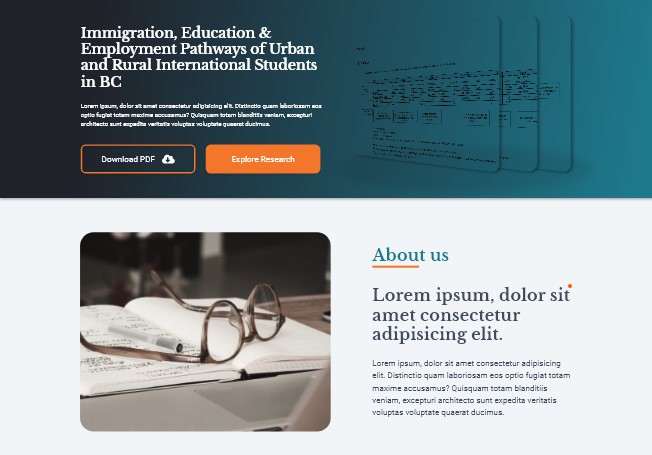 Immigration, Education &
Employment Pathways of Urban
and Rural International Students
in BC
Lorem ipsum, dolor sit amet consectetur adipisicing elit. Distinctio quam laboriosam eos
optio fugiat totam maxime accusamus? Quisquam totam blanditiis veniam, excepturi
architecto sunt expedita veritatis voluptas voluptate quaerat ducimus.
Download PDF
Explore Research
About us
Lorem ipsum, dolor sit
amet consectetur
adipisicing elit.
Lorem ipsum, dolor sit amet consectetur adipisicing
elit. Distinctio quam laboriosam eos optio fugiat totam
maxime accusamus? Quisquam totam blanditiis
veniam, excepturi architecto sunt expedita veritatis
voluptas voluptate quaerat ducimus.